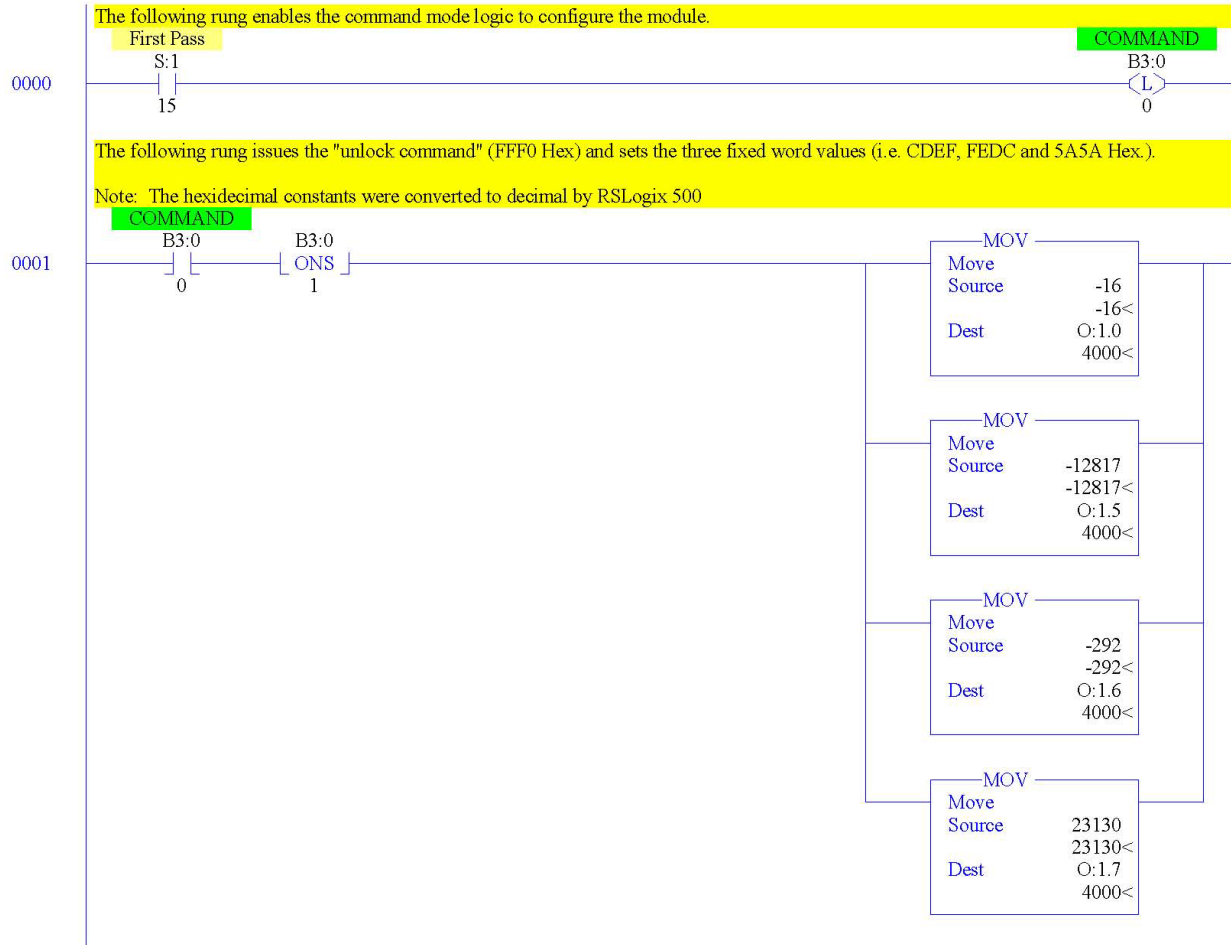 The following rung enables the command mode logic to configure the module.
First Pass
COMMAND
S:1
B3:0
0000
L
15
0
The following rung issues the "unlock command" (FFF0 Hex) and sets the three fixed word values (i.e. CDEF, FEDC and 5A5A Hex.).
Note: The hexidecimal constants were converted to decimal by RSLogix 500
COMMAND
B3:0
B3:0
0001
ONS
0
1
MOV
Move
Source -16
-16<
Dest O:1.0
4000<
MOV
Move
Source -12817
-12817<
Dest O:1.5
4000<
MOV
Move
Source -292
-292<
Dest O:1.6
4000<
MOV
Move
Source 23130
23130<
Dest O:1.7
4000<